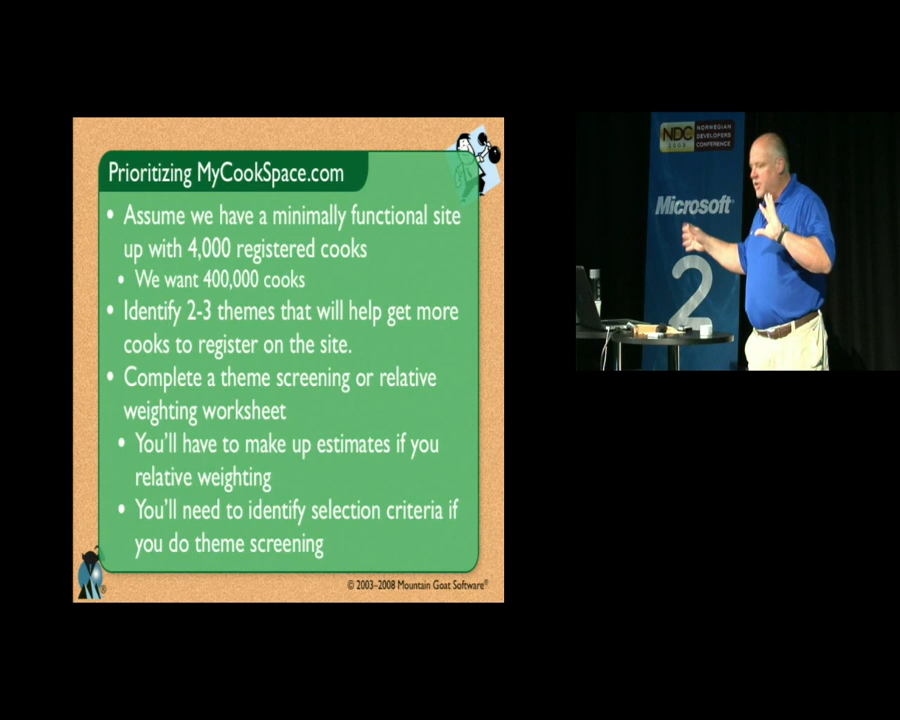 Prioritizing MyCookSpace.com
• Assume we have a minimally functional site
up with 4,000 registered cooks
• We want 400,000 cooks
• Identify 2-3 themes that will help get more
cooks to register on the site.
• Complete a theme screening or relative
weighting worksheet
• You'll have to make up estimates if you
relative weighting
• You'll need to identify selection criteria if
you do theme screening
© 2003–2008 Mountain Goat Software®
NDC
NORWEGIAN
DEVELOPERS
CONFERENCE
Microsoft
2